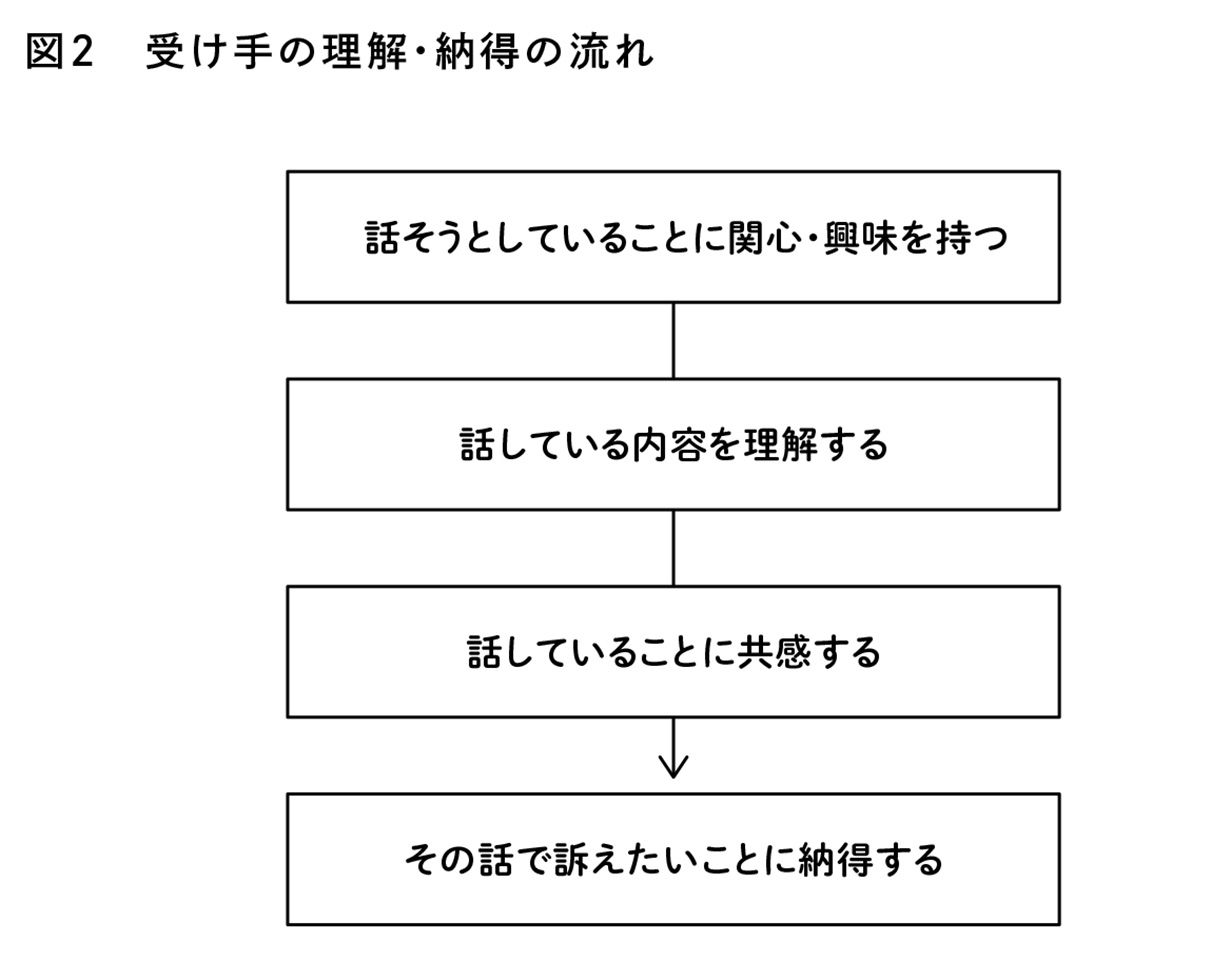 図2　受け手の理解・納得の流れ
話そうとしていることに関心・興味を持つ
話している内容を理解する
話していることに共感する
その話で訴えたいことに納得する